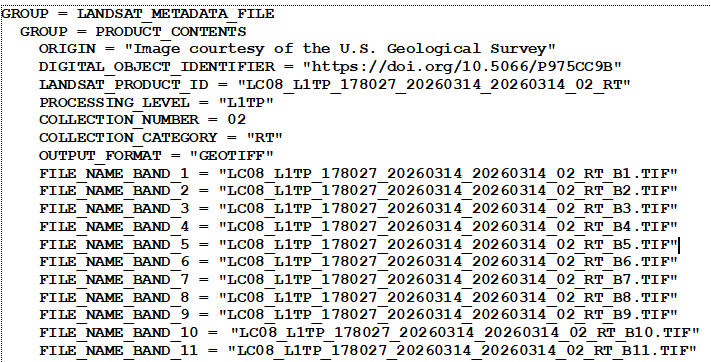 GROUP = LANDSAT_METADATA_FILE
  GROUP = PRODUCT_CONTENTS
    ORIGIN = "Image courtesy of the U.S. Geological Survey"
    DIGITAL_OBJECT_IDENTIFIER = "https://doi.org/10.5066/P975CC9B"
    LANDSAT_PRODUCT_ID = "LC08_L1TP_178027_20260314_20260314_02_RT"
    PROCESSING_LEVEL = "L1TP"
    COLLECTION_NUMBER = 02
    COLLECTION_CATEGORY = "RT"
    OUTPUT_FORMAT = "GEOTIFF"
    FILE_NAME_BAND_1 = "LC08_L1TP_178027_20260314_20260314_02_RT_B1.TIF"
    FILE_NAME_BAND_2 = "LC08_L1TP_178027_20260314_20260314_02_RT_B2.TIF"
    FILE_NAME_BAND_3 = "LC08_L1TP_178027_20260314_20260314_02_RT_B3.TIF"
    FILE_NAME_BAND_4 = "LC08_L1TP_178027_20260314_20260314_02_RT_B4.TIF"
    FILE_NAME_BAND_5 = "LC08_L1TP_178027_20260314_20260314_02_RT_B5.TIF"
    FILE_NAME_BAND_6 = "LC08_L1TP_178027_20260314_20260314_02_RT_B6.TIF"
    FILE_NAME_BAND_7 = "LC08_L1TP_178027_20260314_20260314_02_RT_B7.TIF"
    FILE_NAME_BAND_8 = "LC08_L1TP_178027_20260314_20260314_02_RT_B8.TIF"
    FILE_NAME_BAND_9 = "LC08_L1TP_178027_20260314_20260314_02_RT_B9.TIF"
    FILE_NAME_BAND_10 = "LC08_L1TP_178027_20260314_20260314_02_RT_B10.TIF"
    FILE_NAME_BAND_11 = "LC08_L1TP_178027_20260314_20260314_02_RT_B11.TIF"